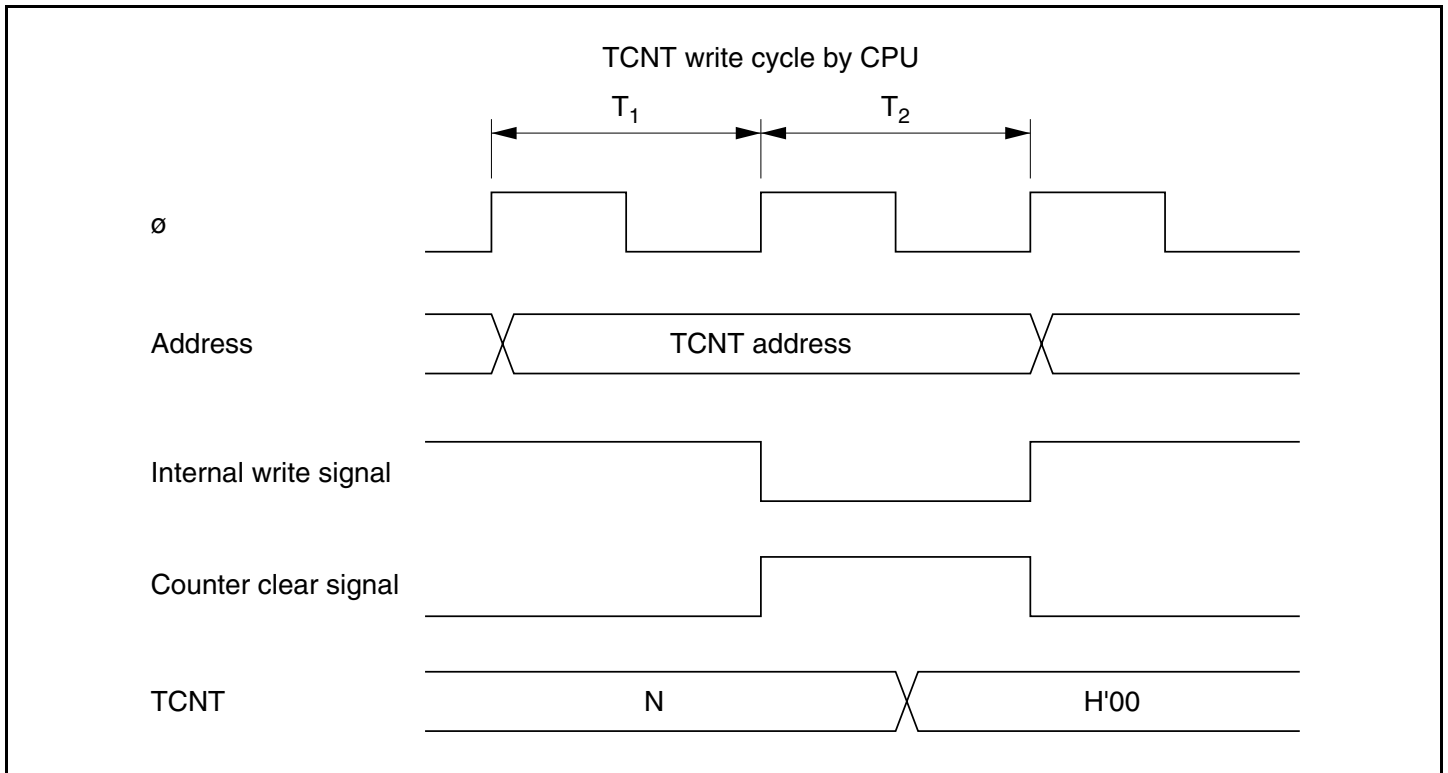 TCNT write cycle by CPU
T1 T2
ø
Address TCNT address
Internal write signal
Counter clear signal
TCNT N H'00